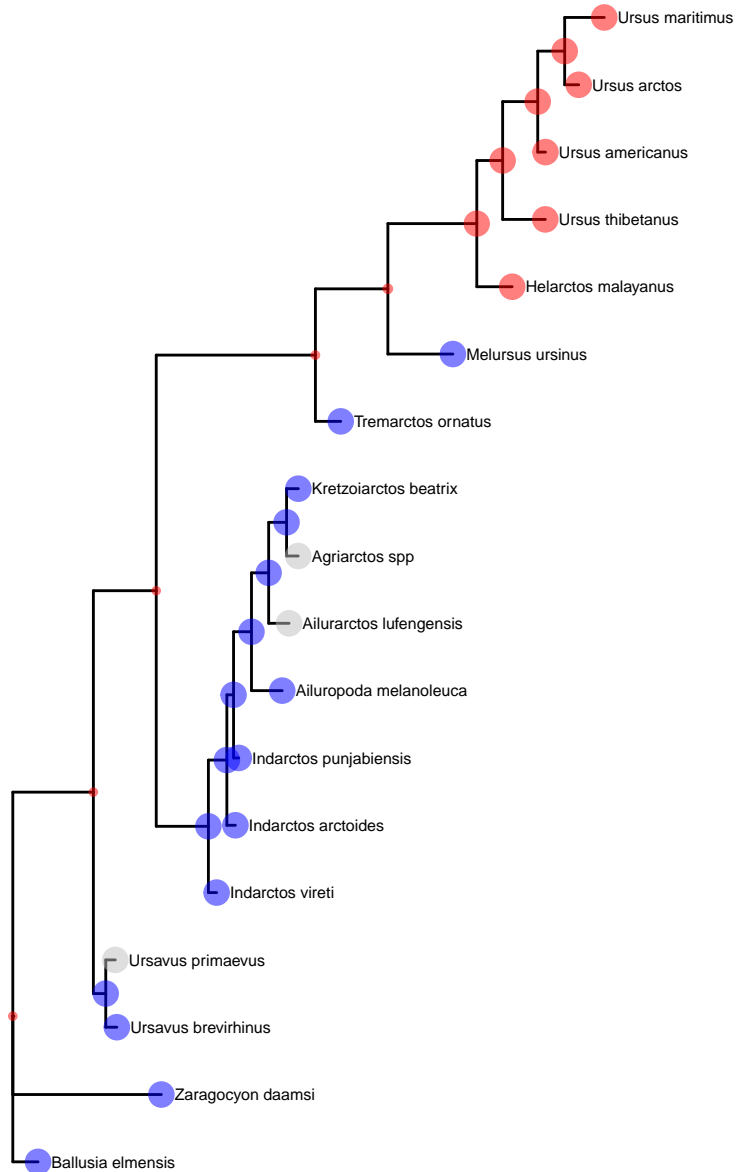 Ursus maritimus
Ursus arctos
Ursus americanus
Ursus thibetanus
Helarctos malayanus
Melursus ursinus
Tremarctos ornatus
Kretzoiarctos beatrix
Agriarctos spp
Ailurarctos lufengensis
Ailuropoda melanoleuca
Indarctos punjabiensis
Indarctos arctoides
Indarctos vireti
Ursavus primaevus
Ursavus brevirhinus
Zaragocyon daamsi
Ballusia elmensis